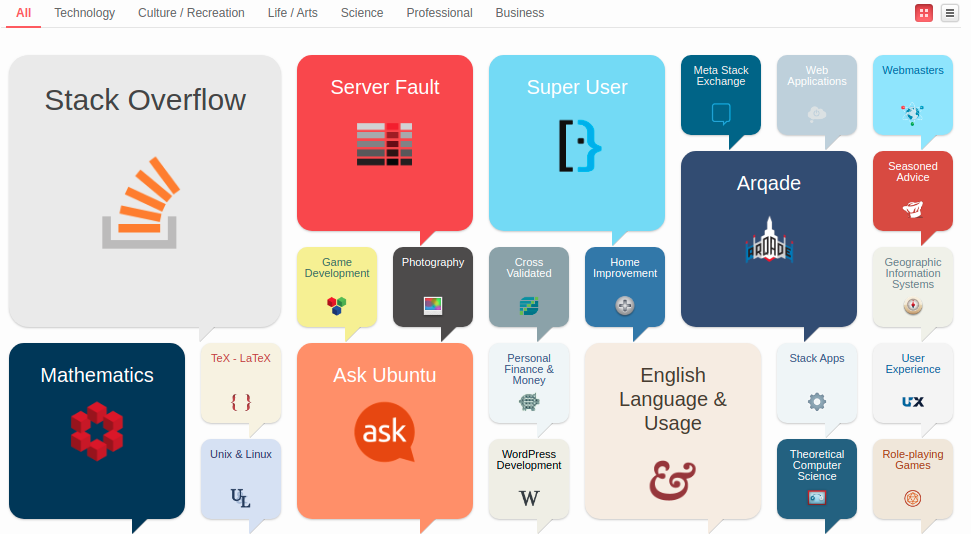 All
Technology
Culture / Recreation
Life / Arts
Science
Professional
Business
Stack Overflow
Server Fault
Super User
Meta Stack
Exchange
Web
Applications
Webmasters
Arqade
ARQADE
Seasoned
Advice
Game
Development
Photography
Cross
Validated
Home
Improvement
Geographic
Information
Systems
Mathematics
TeX - LaTeX
{ }
Ask Ubuntu
ask
Personal
Finance &
Money
English
Language &
Usage
&
Stack Apps
User
Experience
UX
Unix & Linux
UL
WordPress
Development
W
Theoretical
Computer
Science
Role-playing
Games